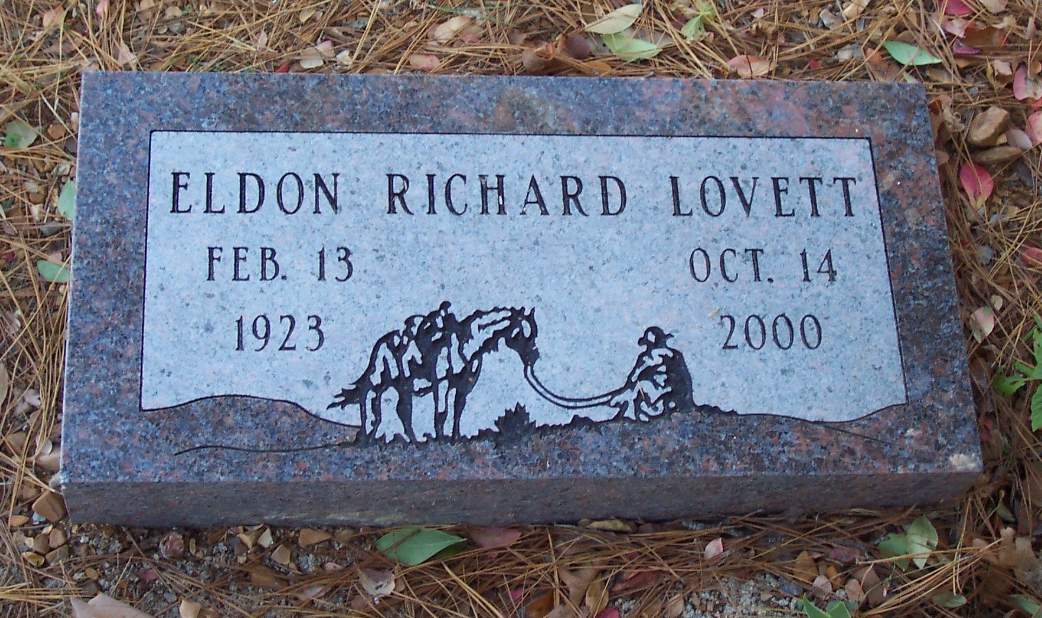 ELDON RICHARD LOVETT
FEB. 13 OCT. 14
1923 2000